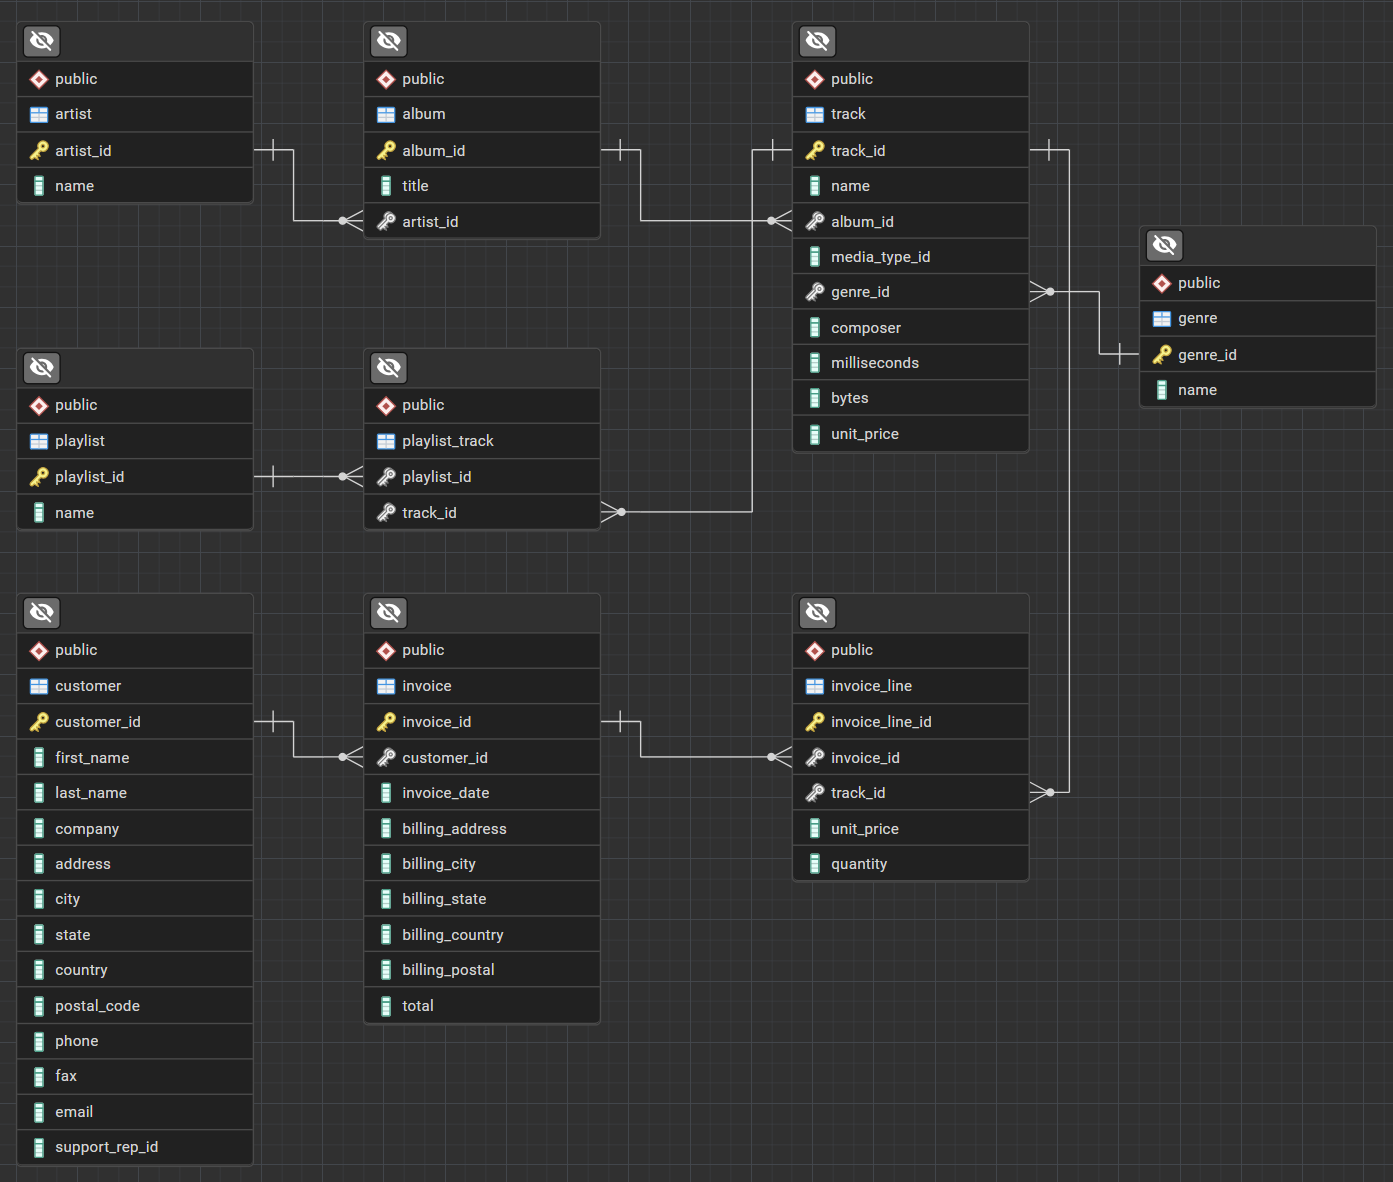 public
artist
artist_id
name
public
album
album_id
title
artist_id
public
track
track_id
name
album_id
media_type_id
genre_id
composer
milliseconds
bytes
unit_price
public
genre
genre_id
name
public
playlist
playlist_id
name
public
playlist_track
playlist_id
track_id
public
customer
customer_id
first_name
last_name
company
address
city
state
country
postal_code
phone
fax
email
support_rep_id
public
invoice
invoice_id
customer_id
invoice_date
billing_address
billing_city
billing_state
billing_country
billing_postal
total
public
invoice_line
invoice_line_id
invoice_id
track_id
unit_price
quantity